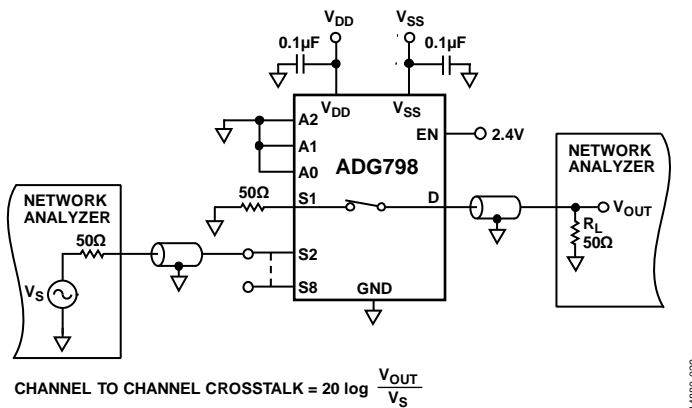 VDD VSS
0.1µF 0.1µF
VDD VSS
A2
A1
A0
EN 2.4V
ADG798
NETWORK
ANALYZER
50Ω
S1 D
VOUT
RL
50Ω
NETWORK
ANALYZER
50Ω
VS
S2
S8 GND
CHANNEL TO CHANNEL CROSSTALK = 20 log VOUT
VS